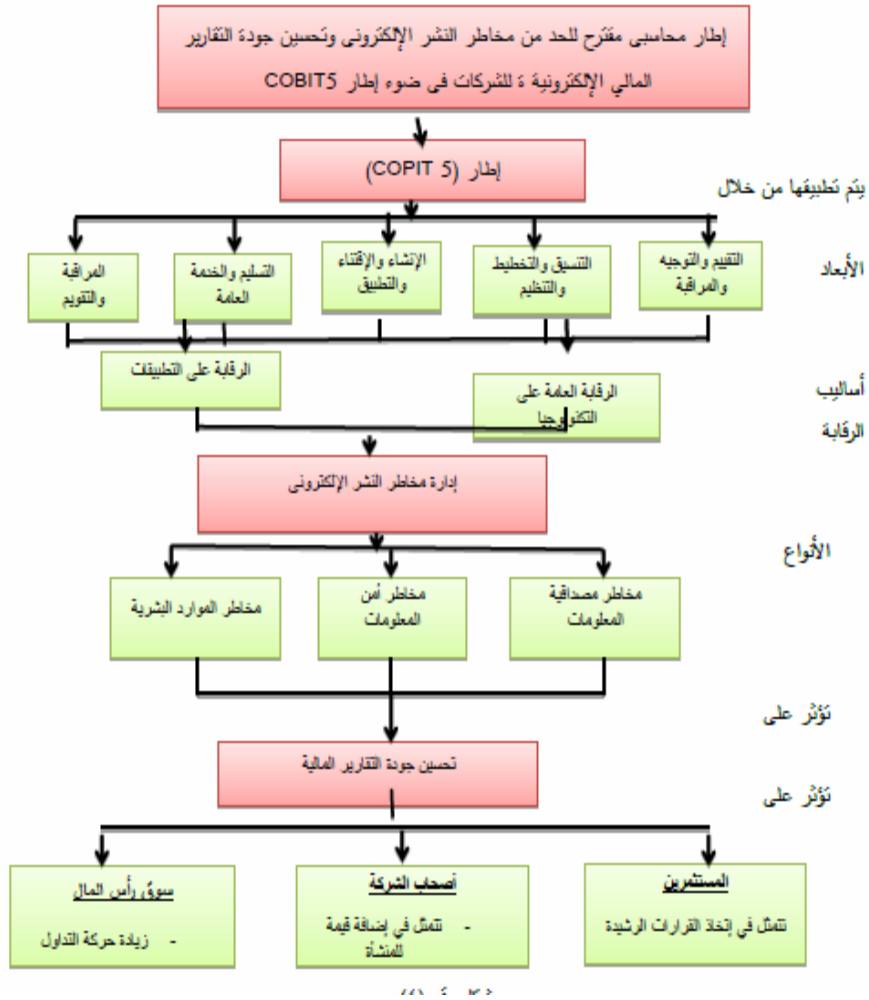 إطار محاسبى مقترح للحد من مخاطر النشر الإلكترونى وتحسين جودة التقارير
المالي الإلكترونية ة للشركات فى ضوء إطار COBIT5
إطار (COPIT 5)
يتم تطبيقها من خلال
الأبعاد
التقييم والتوجيه
والمراقبة
التنسيق والتخطيط
والتنظيم
الإنشاء والإقتناء
والتطبيق
التسليم والخدمة
العامة
المراقبة
والتقويم
أساليب
الرقابة
الرقابة العامة على
التكنولوجيا
الرقابة على التطبيقات
إدارة مخاطر النشر الإلكترونى
الأنواع
مخاطر مصداقية
المعلومات
مخاطر أمن
المعلومات
مخاطر الموارد البشرية
تؤثر على
تحسين جودة التقارير المالية
تؤثر على
المستثمرين
تتمثل في إتخاذ القرارات الرشيدة
أصحاب الشركة
- تتمثل في إضافة قيمة
للمنشأة
سوق رأس المال
- زيادة حركة التداول